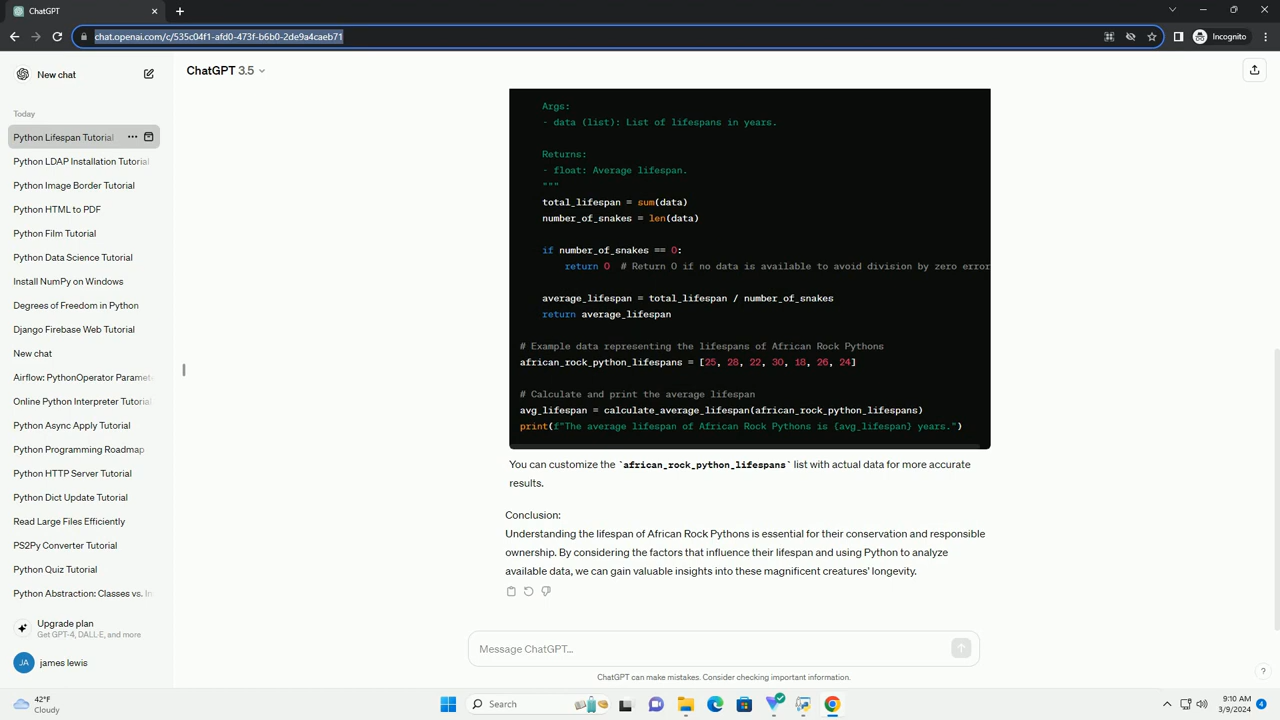 ChatGPT
chat.openai.com/c/535c04f1-afd0-473f-b6b0-2de9a4caeb71
Incognito
New chat
ChatGPT 3.5
Today
Python Lifespan Tutorial
Python LDAP Installation Tutorial
Python Image Border Tutorial
Python HTML to PDF
Python Film Tutorial
Python Data Science Tutorial
Install NumPy on Windows
Degrees of Freedom in Python
Django Firebase Web Tutorial
New chat
Airflow: PythonOperator Paramete
Online Python Interpreter Tutorial
Python Async Apply Tutorial
Python Programming Roadmap
Python HTTP Server Tutorial
Python Default Dict Tutorial
Read Large Files Efficiently
PS2Py Converter Tutorial
Python Quiz Tutorial
Python Abstraction: Classes vs. In
Upgrade plan
Get GPT-4, DALL·E, and more
JA james lewis
Args:
- data (list): List of lifespans in years.
Returns:
- float: Average lifespan.
"""
total_lifespan = sum(data)
number_of_snakes = len(data)
if number_of_snakes == 0:
return 0 # Return 0 if no data is available to avoid division by zero error
average_lifespan = total_lifespan / number_of_snakes
return average_lifespan
# Example data representing the lifespans of African Rock Pythons
african_rock_python_lifespans = [25, 28, 22, 30, 18, 26, 24]
# Calculate and print the average lifespan
avg_lifespan = calculate_average_lifespan(african_rock_python_lifespans)
print(f"The average lifespan of African Rock Pythons is {avg_lifespan} years.")
You can customize the `african_rock_python_lifespans` list with actual data for more accurate
results.
Conclusion:
Understanding the lifespan of African Rock Pythons is essential for their conservation and responsible
ownership. By considering the factors that influence their lifespan and using Python to analyze
available data, we can gain valuable insights into these magnificent creatures' longevity.
Message ChatGPT...
ChatGPT can make mistakes. Consider checking important information.
?
42°F
Cloudy
Search
9:10 AM
3/9/2024
4